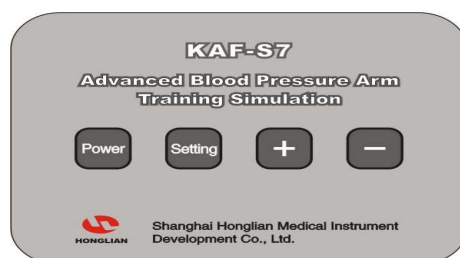 KAF-S7
Advanced Blood Pressure Arm
Training Simulation
Power Setting + −
HONGLIAN
Shanghai Honglian Medical Instrument
Development Co., Ltd.